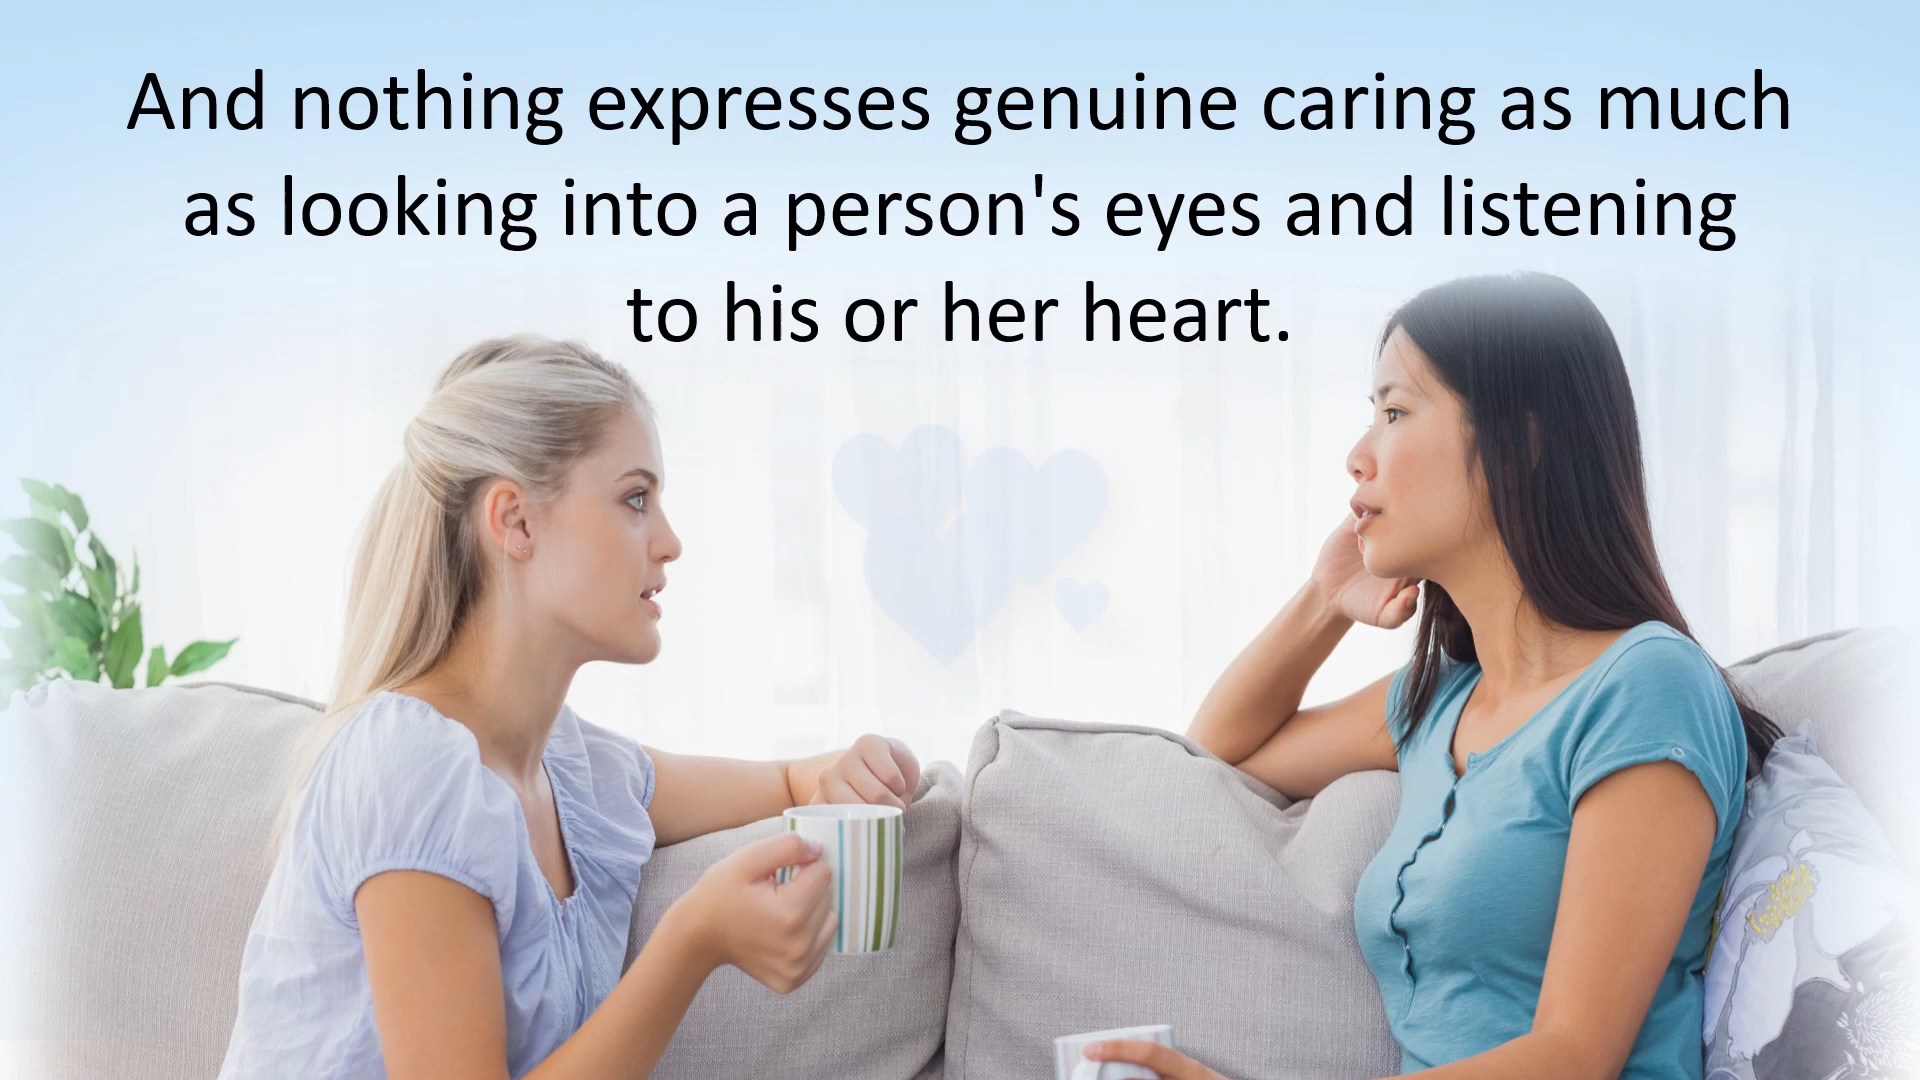 And nothing expresses genuine caring as much
as looking into a person's eyes and listening
to his or her heart.